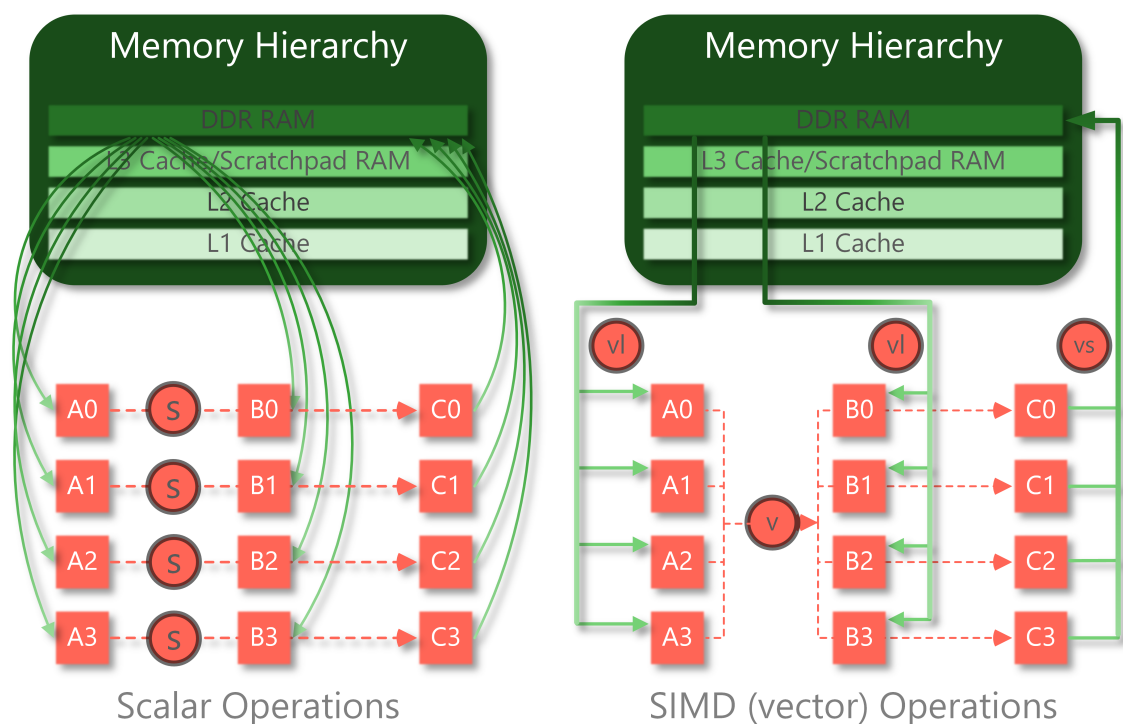 Memory Hierarchy
DDR RAM
L3 Cache/Scratchpad RAM
L2 Cache
L1 Cache
A0 s B0 C0
A1 s B1 C1
A2 s B2 C2
A3 s B3 C3
Scalar Operations
Memory Hierarchy
DDR RAM
L3 Cache/Scratchpad RAM
L2 Cache
L1 Cache
vl vl vs
A0 B0 C0
A1 B1 C1
v
A2 B2 C2
A3 B3 C3
SIMD (vector) Operations